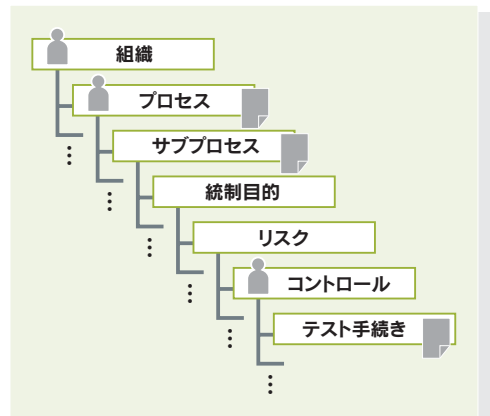 組織
プロセス
サブプロセス
統制目的
リスク
コントロール
テスト手続き